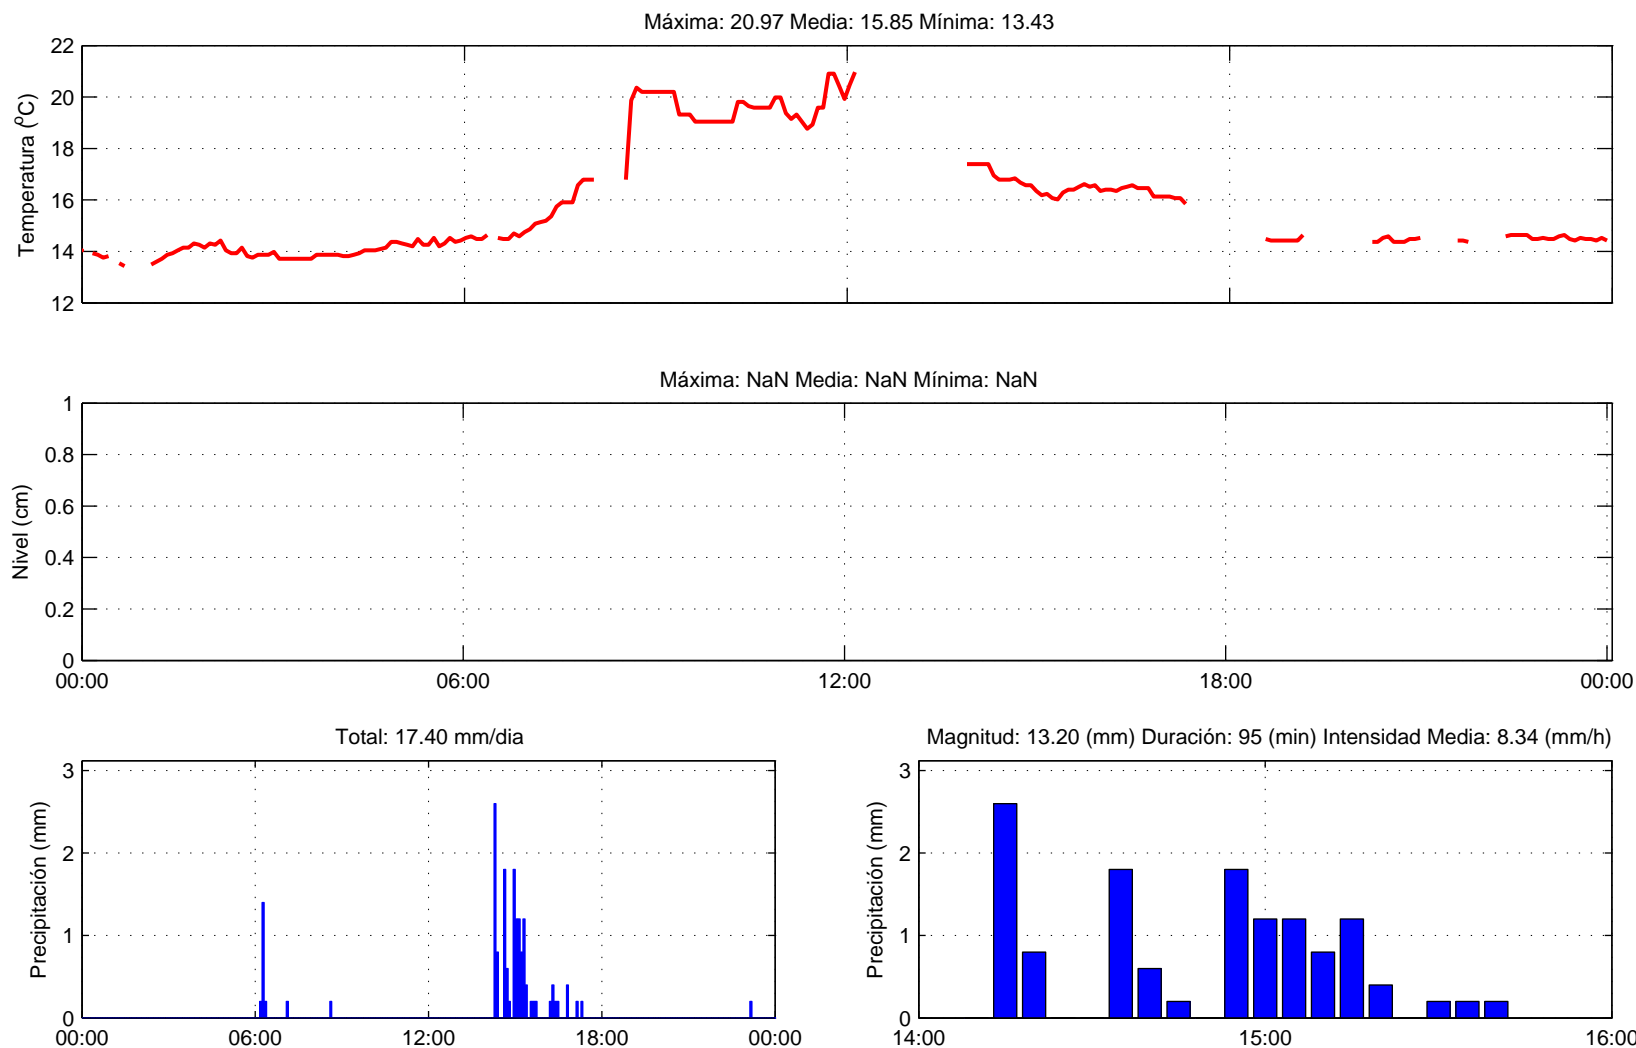 Máxima: 20.97 Media: 15.85 Mínima: 13.43
22
20
18
16
14
12
Temperatura (ºC)
Máxima: NaN Media: NaN Mínima: NaN
1
0.8
0.6
0.4
0.2
0
Nivel (cm)
00:00 06:00 12:00 18:00 00:00
Total: 17.40 mm/dia
3
2
1
0
Precipitación (mm)
00:00 06:00 12:00 18:00 00:00
Magnitud: 13.20 (mm) Duración: 95 (min) Intensidad Media: 8.34 (mm/h)
3
2
1
0
Precipitación (mm)
14:00 15:00 16:00